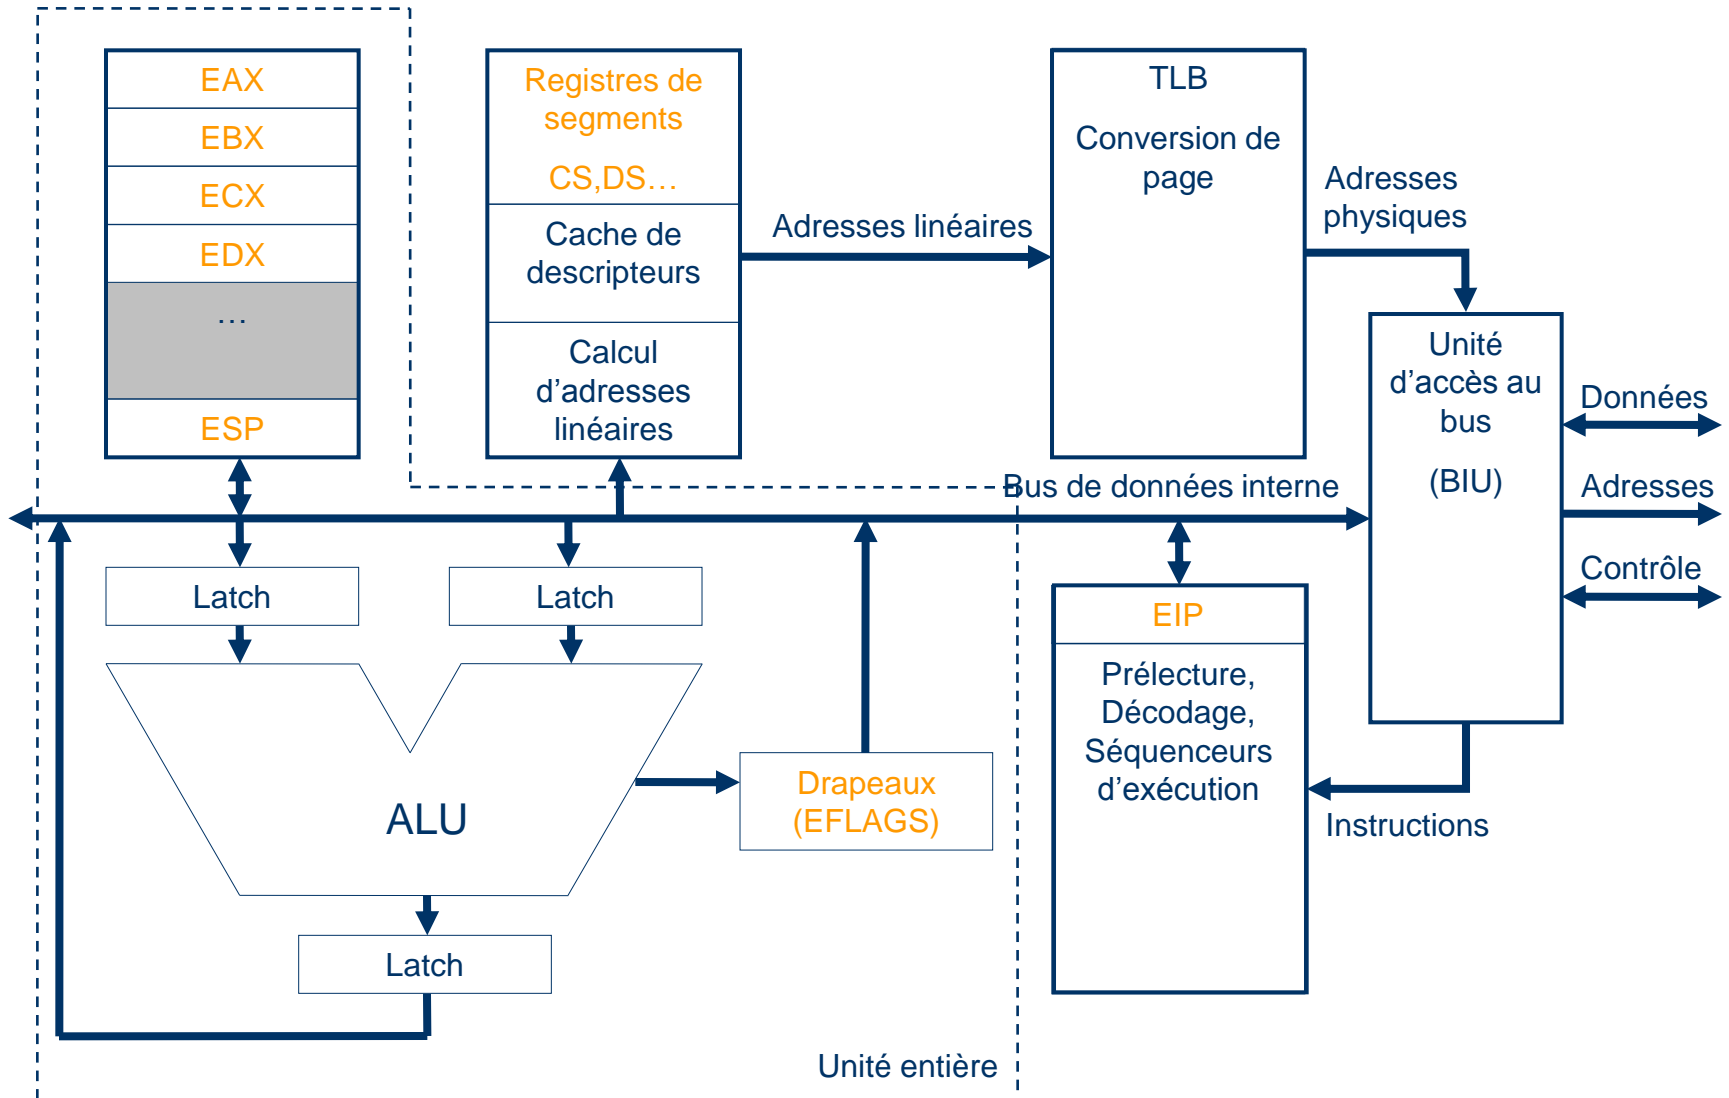 EAX
EBX
ECX
EDX
…
ESP
Registres de
segments
CS,DS…
Cache de
descripteurs
Calcul
d’adresses
linéaires
Adresses linéaires
TLB
Conversion de
page
Adresses
physiques
Unité
d’accès au
bus
(BIU)
Données
Adresses
Contrôle
Bus de données interne
Latch
Latch
ALU
Drapeaux
(EFLAGS)
Latch
EIP
Prélecture,
Décodage,
Séquenceurs
d’exécution
Instructions
Unité entière